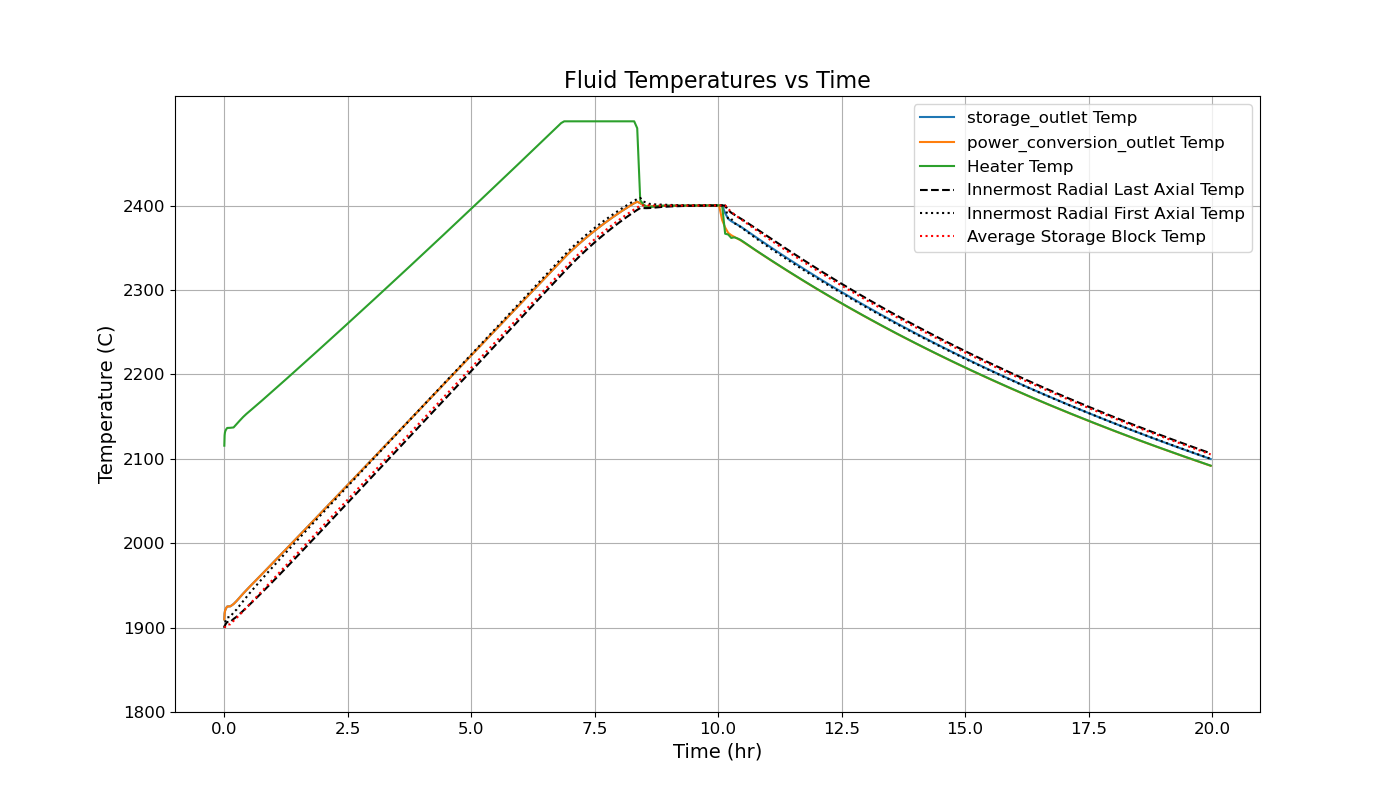 Fluid Temperatures vs Time
storage_outlet Temp
power_conversion_outlet Temp
Heater Temp
Innermost Radial Last Axial Temp
Innermost Radial First Axial Temp
Average Storage Block Temp
Temperature (C)
2400
2300
2200
2100
2000
1900
1800
0.0 2.5 5.0 7.5 10.0 12.5 15.0 17.5 20.0
Time (hr)